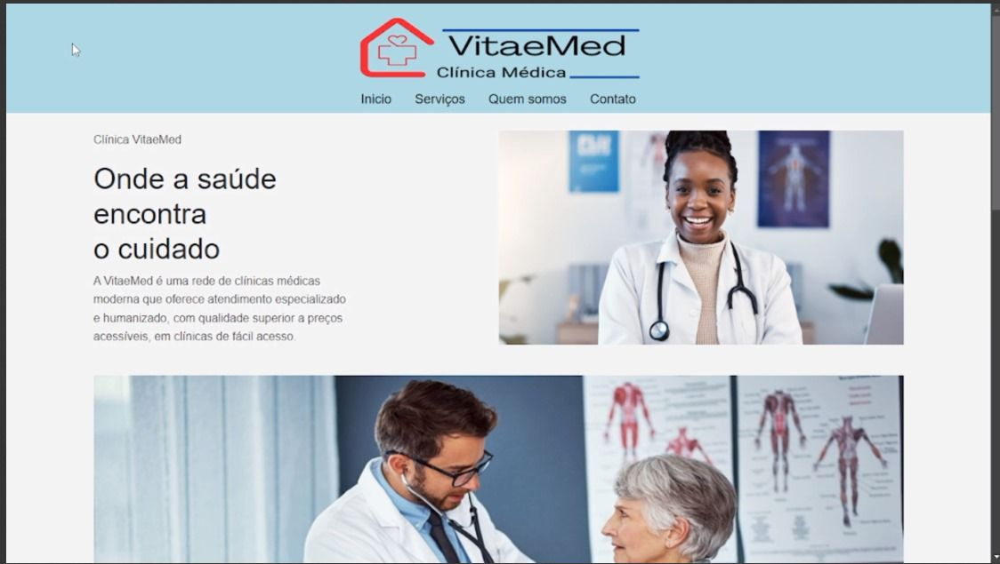 VitaeMed
Clínica Médica
Inicio Serviços Quem somos Contato
Clínica VitaeMed
Onde a saúde
encontra
o cuidado
A VitaeMed é uma rede de clínicas médicas
moderna que oferece atendimento especializado
e humanizado, com qualidade superior a preços
acessíveis, em clínicas de fácil acesso.